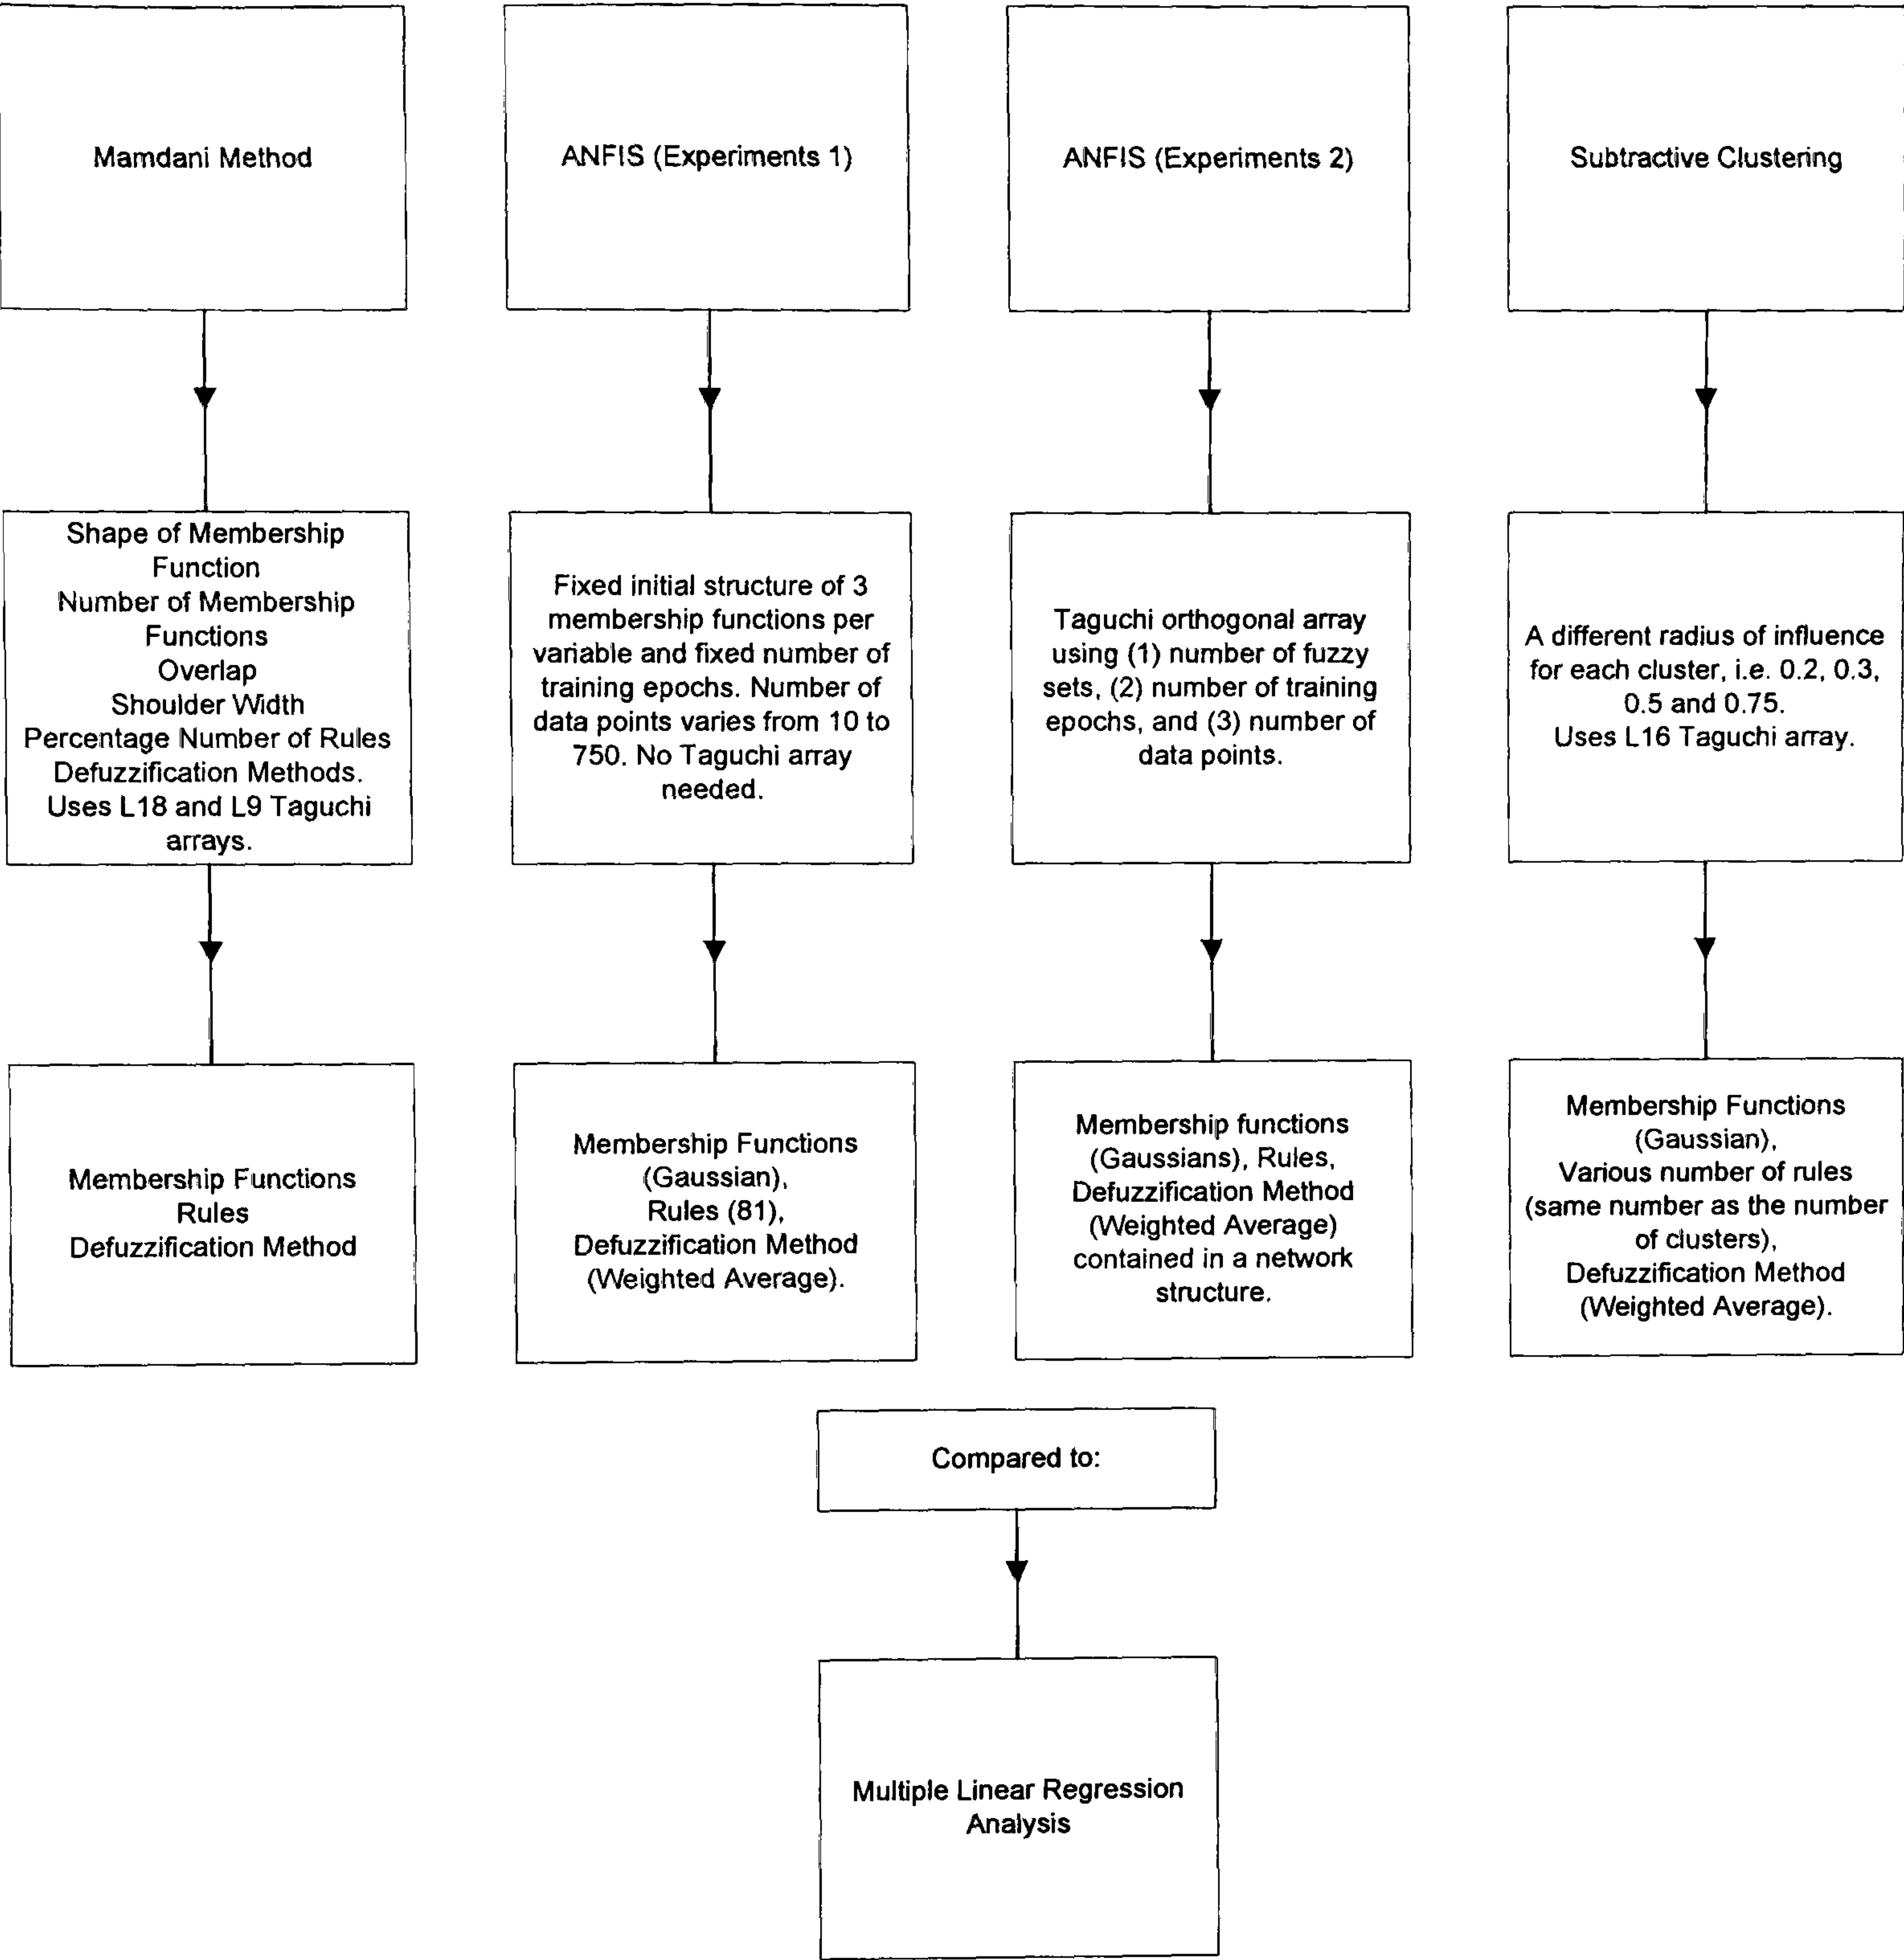 Mamdani Method
ANFIS (Experiments 1)
ANFIS (Experiments 2)
Subtractive Clustering
Shape of Membership
Function
Number of Membership
Functions
Overlap
Shoulder Width
Percentage Number of Rules
Defuzzification Methods.
Uses L18 and L9 Taguchi
arrays.
Fixed initial structure of 3
membership functions per
variable and fixed number of
training epochs. Number of
data points varies from 10 to
750. No Taguchi array
needed.
Taguchi orthogonal array
using (1) number of fuzzy
sets, (2) number of training
epochs, and (3) number of
data points.
A different radius of influence
for each cluster, i.e. 0.2, 0.3,
0.5 and 0.75.
Uses L16 Taguchi array.
Membership Functions
Rules
Defuzzification Method
Membership Functions
(Gaussian),
Rules (81),
Defuzzification Method
(Weighted Average).
Membership functions
(Gaussians), Rules,
Defuzzification Method
(Weighted Average)
contained in a network
structure.
Membership Functions
(Gaussian),
Various number of rules
(same number as the number
of clusters),
Defuzzification Method
(Weighted Average).
Compared to:
Multiple Linear Regression
Analysis